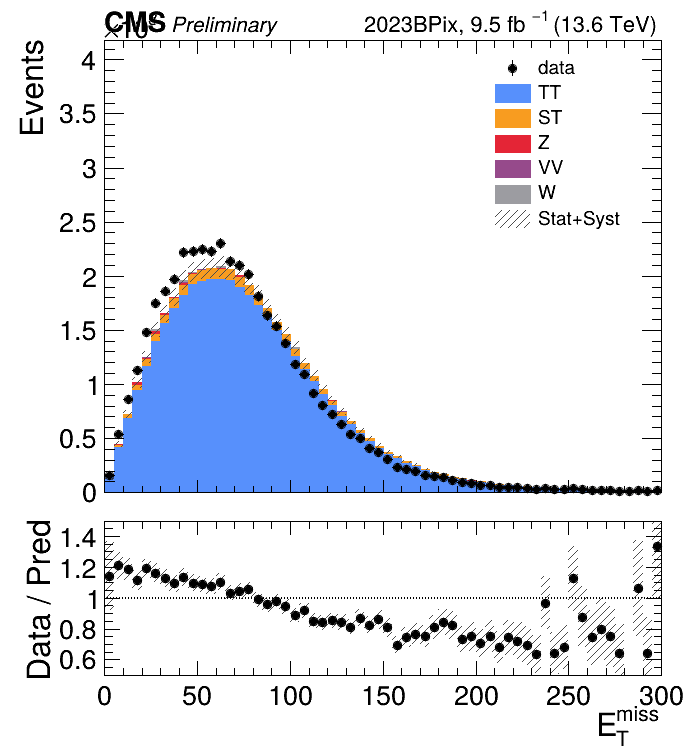 CMS Preliminary 2023BPix, 9.5 fb⁻¹ (13.6 TeV)
Events
4
3.5
3
2.5
2
1.5
1
0.5
0
data
TT
ST
Z
VV
W
Stat+Syst
Data / Pred
1.4
1.2
1
0.8
0.6
0 50 100 150 200 250 300
E_T^miss